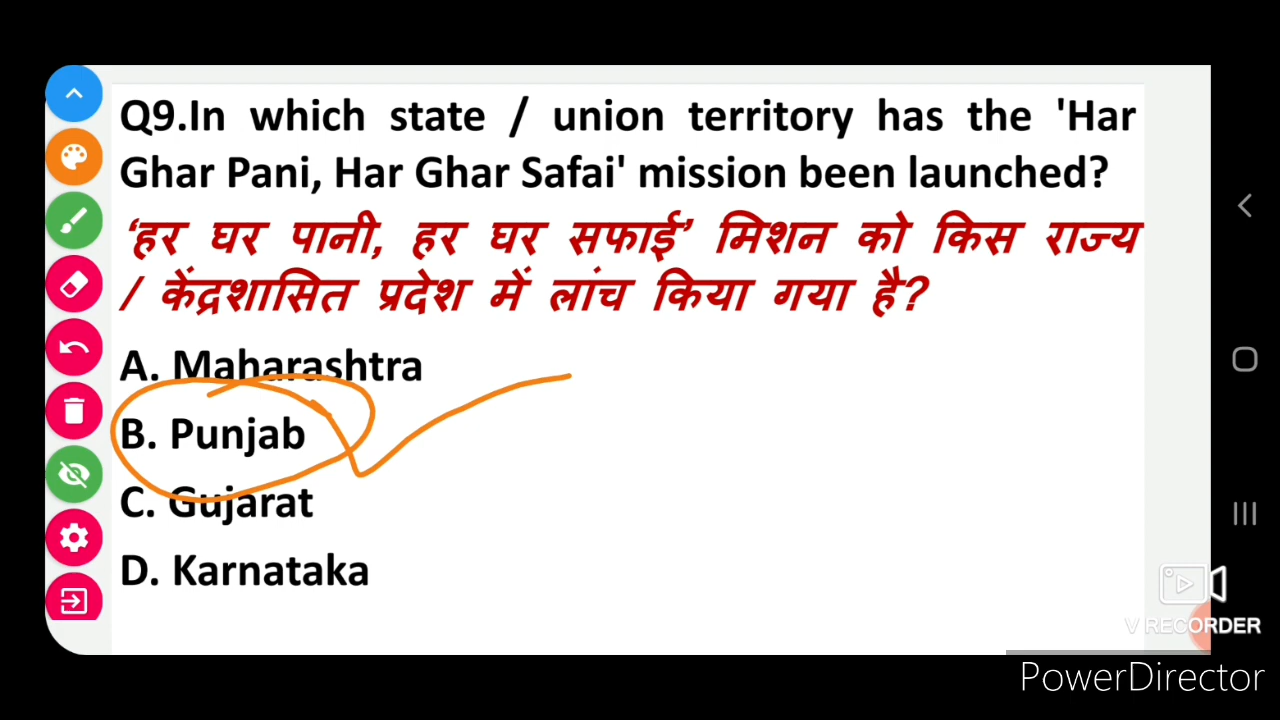 Q9.In which state / union territory has the 'Har
Ghar Pani, Har Ghar Safai' mission been launched?
‘हर घर पानी, हर घर सफाई’ मिशन को किस राज्य
/ केंद्रशासित प्रदेश में लांच किया गया है?
A. Maharashtra
B. Punjab
C. Gujarat
D. Karnataka
V RECORDER
PowerDirector